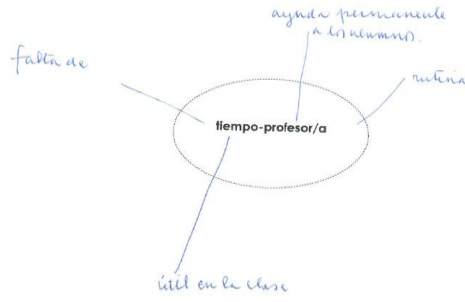 ayuda permanente
a los alumnos.
falta de
rutina
tiempo-profesor/a
útil en la clase